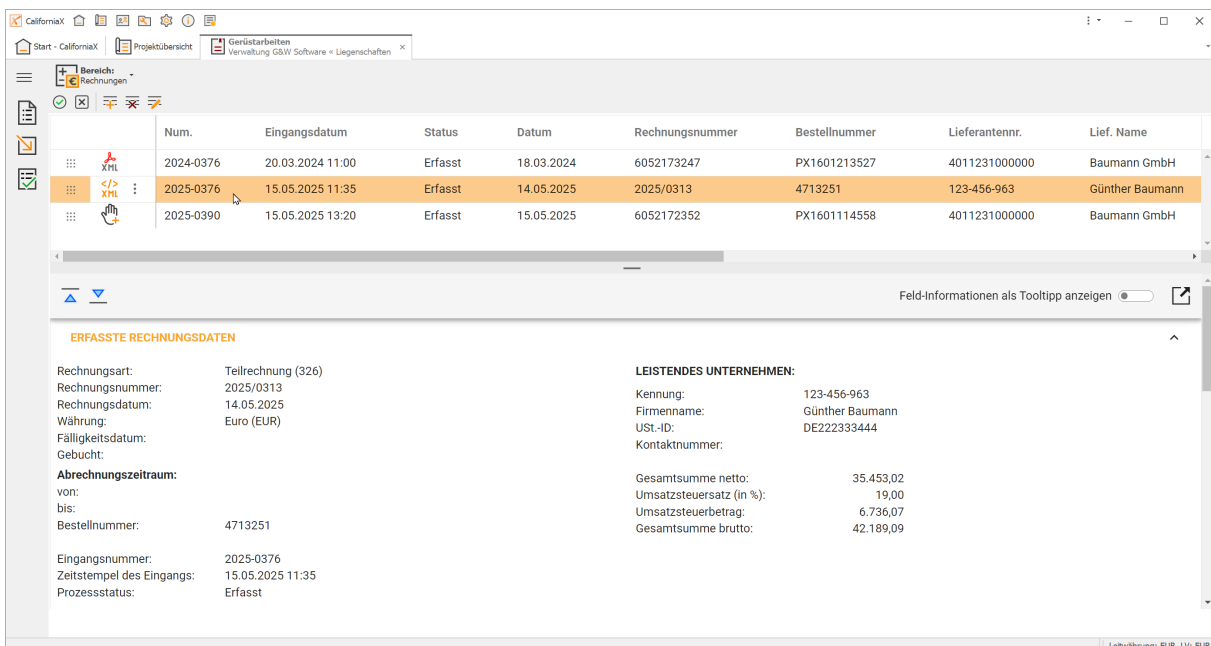 CaliforniaX
Start - CaliforniaX
Projektübersicht
Gerüstarbeiten
Verwaltung G&W Software « Liegenschaften
Bereich:
Rechnungen
Num. Eingangsdatum Status Datum Rechnungsnummer Bestellnummer Lieferantennr. Lief. Name
XML 2024-0376 20.03.2024 11:00 Erfasst 18.03.2024 6052173247 PX1601213527 4011231000000 Baumann GmbH
</> XML 2025-0376 15.05.2025 11:35 Erfasst 14.05.2025 2025/0313 4713251 123-456-963 Günther Baumann
2025-0390 15.05.2025 13:20 Erfasst 15.05.2025 6052172352 PX1601114558 4011231000000 Baumann GmbH
Feld-Informationen als Tooltipp anzeigen
ERFASSTE RECHNUNGSDATEN
Rechnungsart: Teilrechnung (326)
Rechnungsnummer: 2025/0313
Rechnungsdatum: 14.05.2025
Währung: Euro (EUR)
Fälligkeitsdatum:
Gebucht:
Abrechnungszeitraum:
von:
bis:
Bestellnummer: 4713251
Eingangsnummer: 2025-0376
Zeitstempel des Eingangs: 15.05.2025 11:35
Prozessstatus: Erfasst
LEISTENDES UNTERNEHMEN:
Kennung: 123-456-963
Firmenname: Günther Baumann
USt.-ID: DE222333444
Kontaktnummer:
Gesamtsumme netto: 35.453,02
Umsatzsteuersatz (in %): 19,00
Umsatzsteuerbetrag: 6.736,07
Gesamtsumme brutto: 42.189,09
Leitwährung: EUR LV: EUR